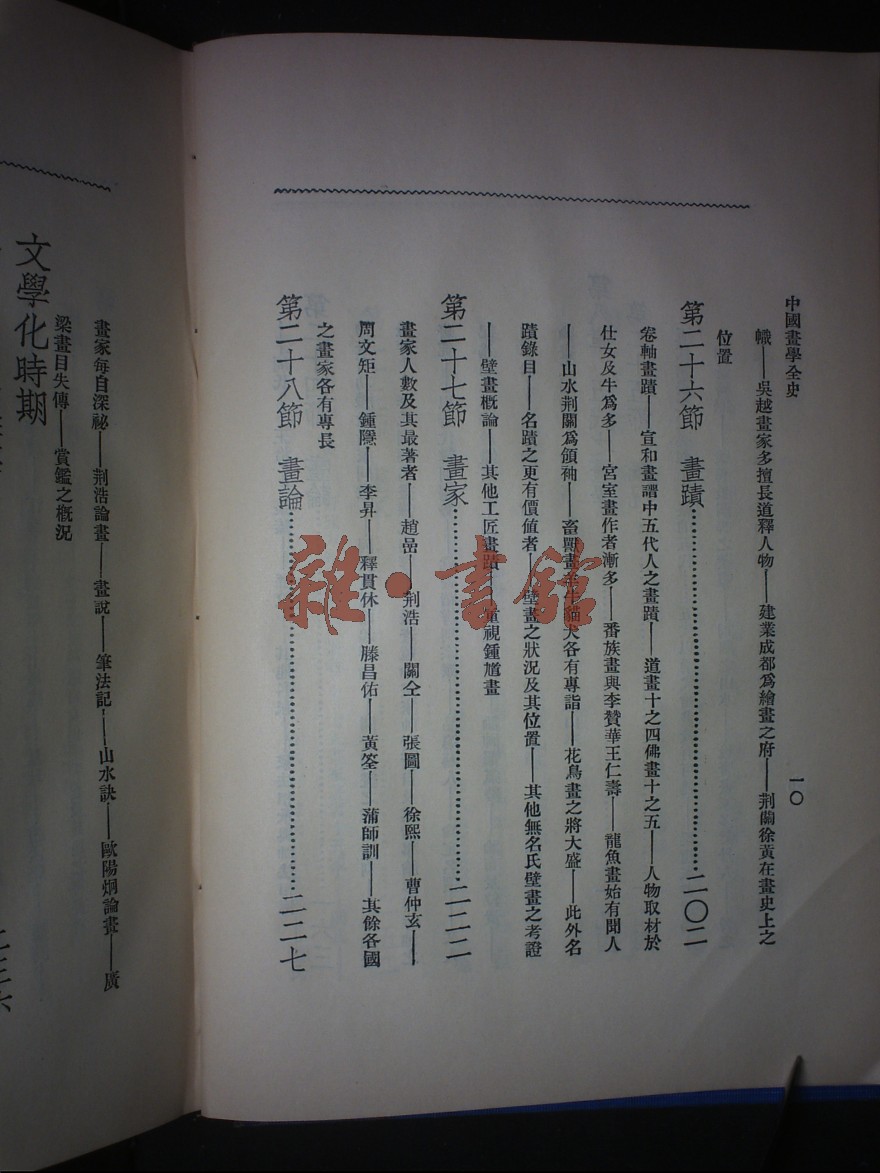 中國畫學全史
一〇
幟——吳越畫家多擅長道釋人物——建業成都爲繪畫之府——荆關徐黃在畫史上之
位置
第二十六節 畫蹟……二〇二
卷軸畫蹟——宣和畫譜中五代人之畫蹟——道畫十之四佛畫十之五——人物取材於
仕女及牛爲多——宮室畫作者漸多——番族畫與李贊華王仁壽——龍魚畫始有聞人
——山水荆關爲領袖——畜獸畫羊牛貓犬各有專詣——花鳥畫之將大盛——此外名
蹟錄目——名蹟之更有價值者——壁畫之狀況及其位置——其他無名氏壁畫之考證
——壁畫概論——其他工匠畫蹟——重視鍾馗畫
第二十七節 畫家……二二二
畫家人數及其最著者——趙嵒——荆浩——關仝——張圖——徐熙——曹仲玄——
周文矩——鍾隱——李昇——釋貫休——滕昌佑——黃筌——蒲師訓——其餘各國
之畫家各有專長
第二十八節 畫論……二二七
畫家每自深祕——荆浩論畫——畫說——筆法記——山水訣——歐陽炯論畫——廣
梁畫目失傳——賞鑑之概況
文學化時期
雜·書館